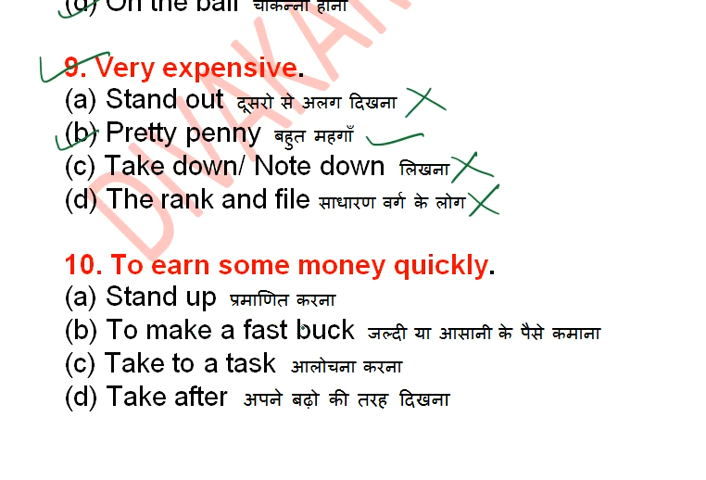 (d) On the ball चौकन्ना होना
9. Very expensive.
(a) Stand out दूसरो से अलग दिखना
(b) Pretty penny बहुत महगाँ
(c) Take down/ Note down लिखना
(d) The rank and file साधारण वर्ग के लोग
10. To earn some money quickly.
(a) Stand up प्रमाणित करना
(b) To make a fast buck जल्दी या आसानी के पैसे कमाना
(c) Take to a task आलोचना करना
(d) Take after अपने बढ़ो की तरह दिखना